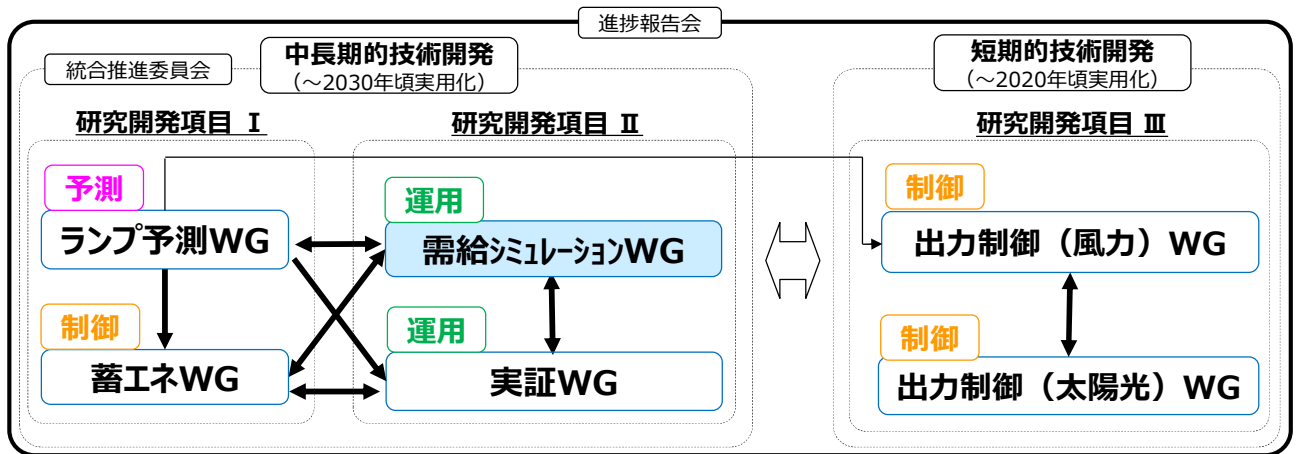 進捗報告会
中長期的技術開発
（～2030年頃実用化）
統合推進委員会
短期的技術開発
（～2020年頃実用化）
研究開発項目 Ⅰ
研究開発項目 Ⅱ
研究開発項目 Ⅲ
予測
ランプ予測WG
運用
需給シミュレーションWG
制御
出力制御（風力）WG
制御
蓄エネWG
運用
実証WG
制御
出力制御（太陽光）WG